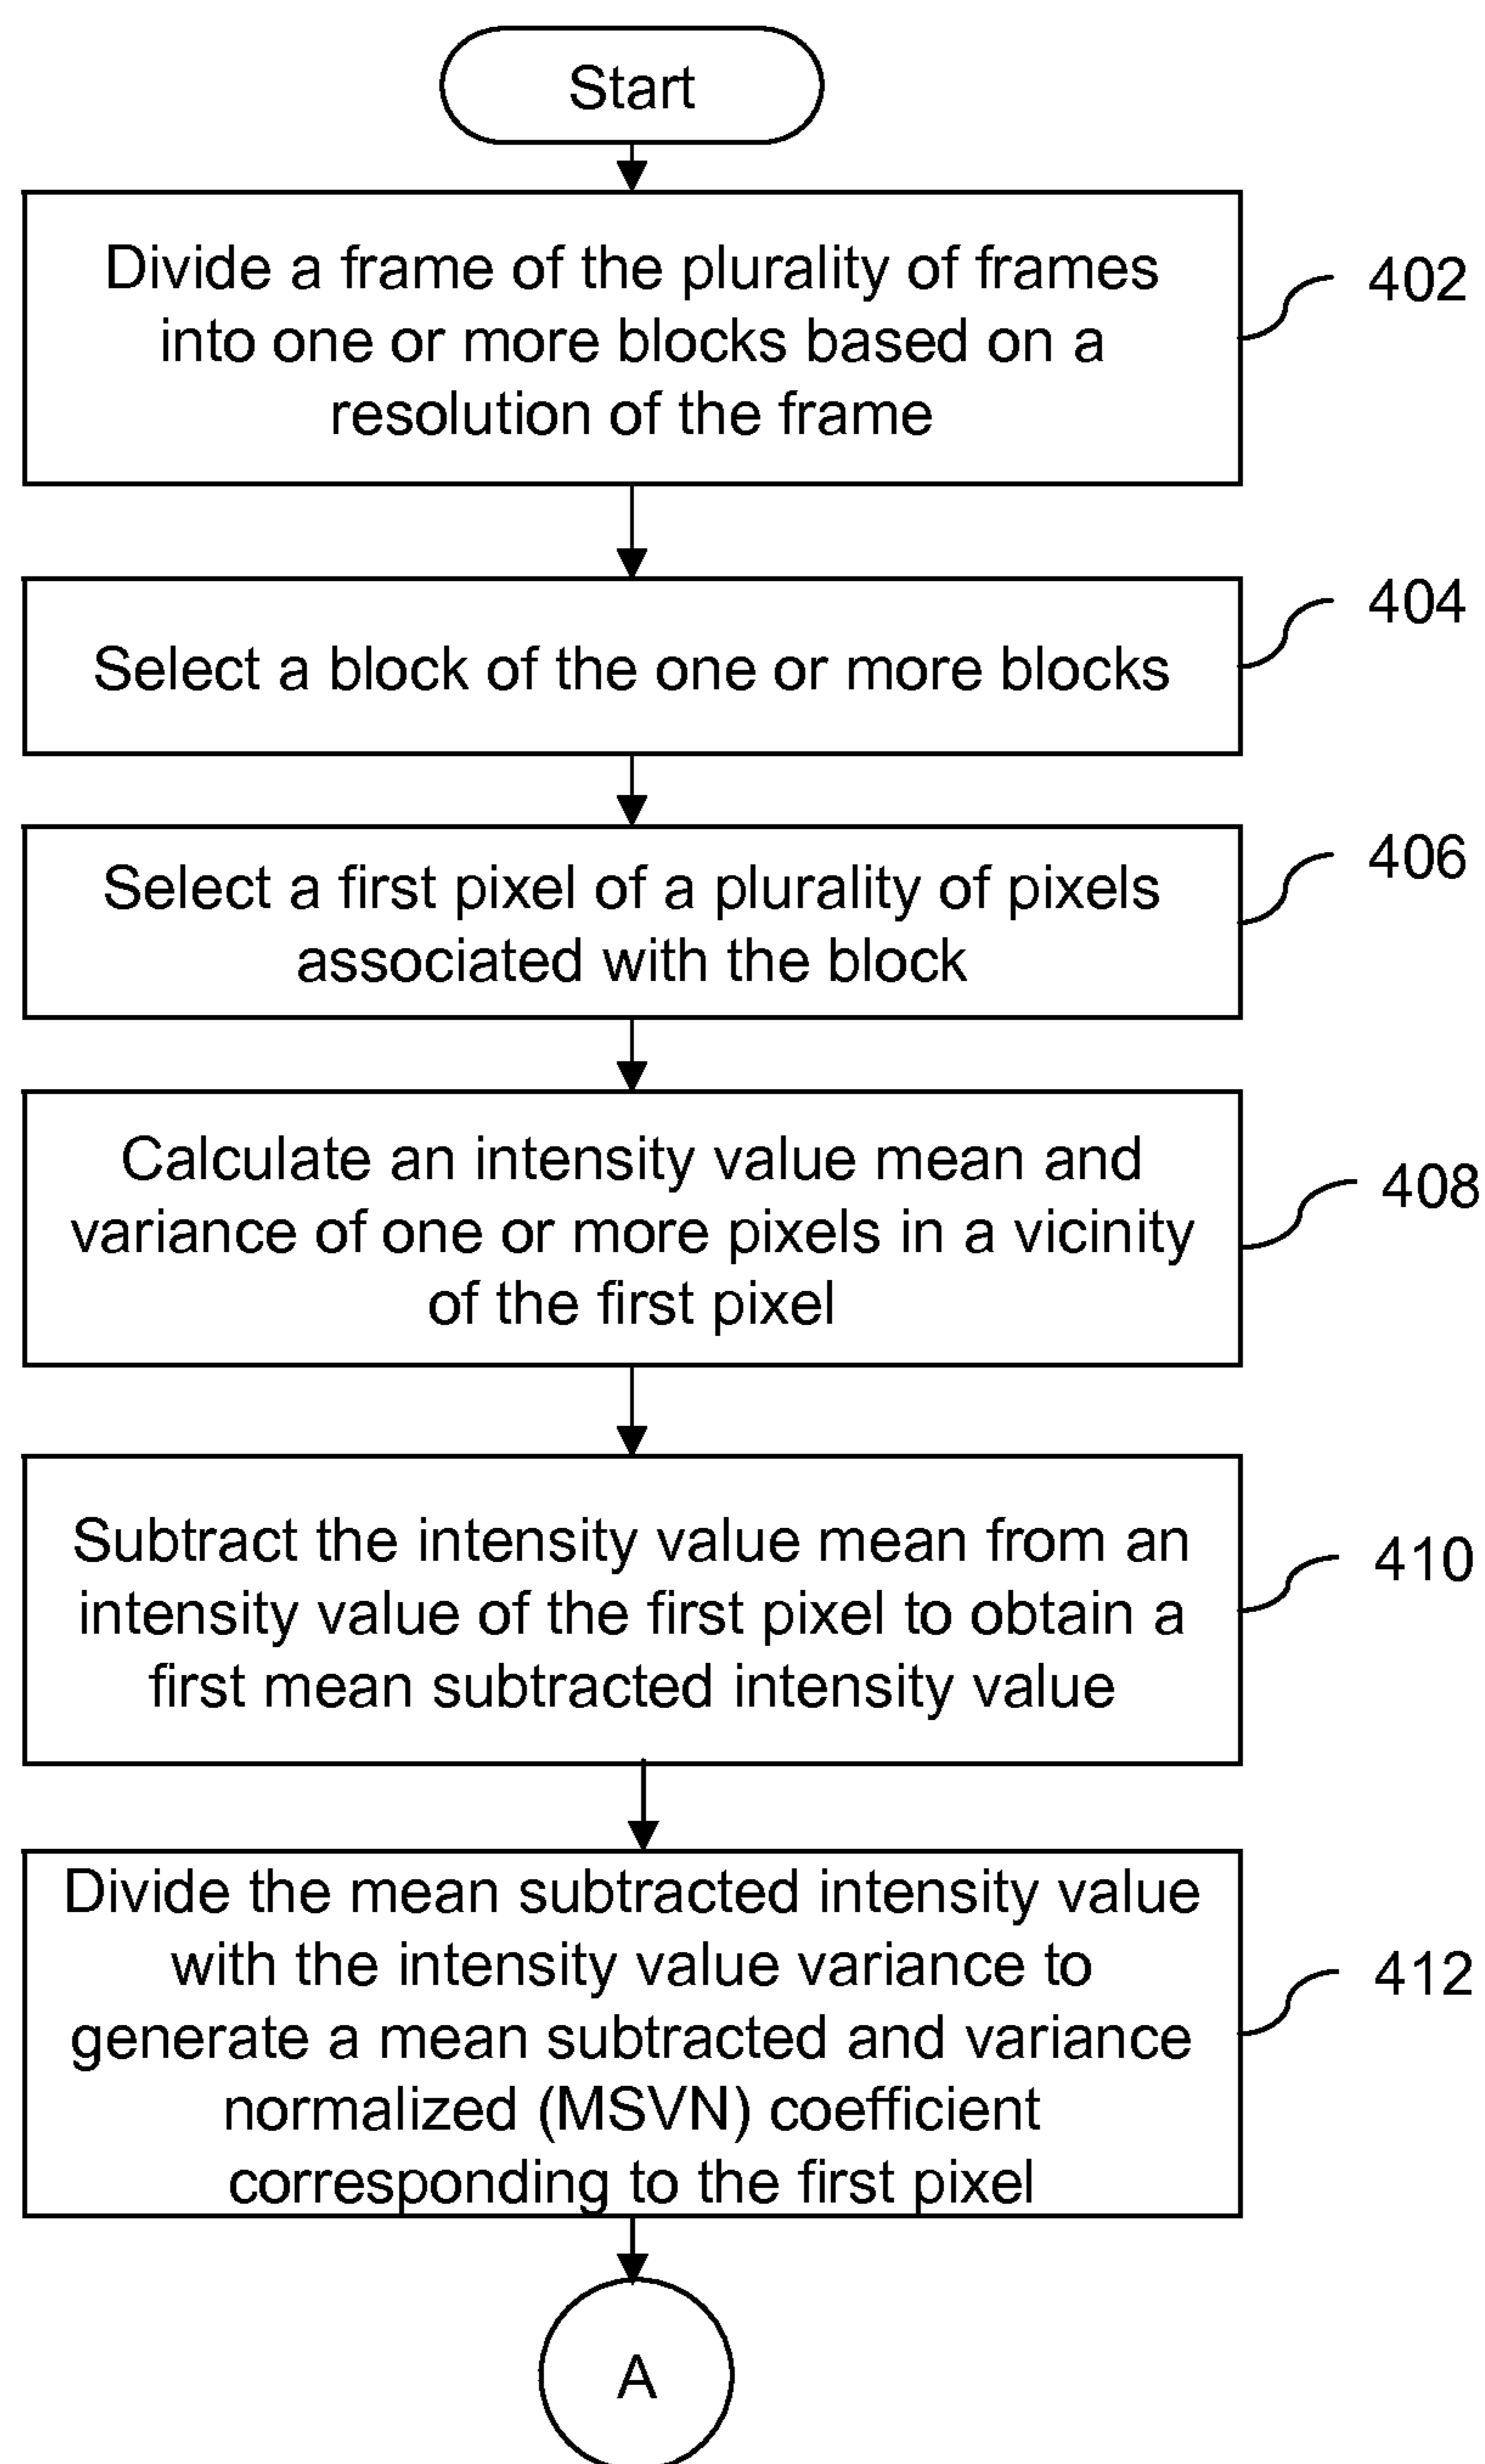 Start
Divide a frame of the plurality of frames
into one or more blocks based on a
resolution of the frame
402
Select a block of the one or more blocks
404
Select a first pixel of a plurality of pixels
associated with the block
406
Calculate an intensity value mean and
variance of one or more pixels in a vicinity
of the first pixel
408
Subtract the intensity value mean from an
intensity value of the first pixel to obtain a
first mean subtracted intensity value
410
Divide the mean subtracted intensity value
with the intensity value variance to
generate a mean subtracted and variance
normalized (MSVN) coefficient
corresponding to the first pixel
412
A